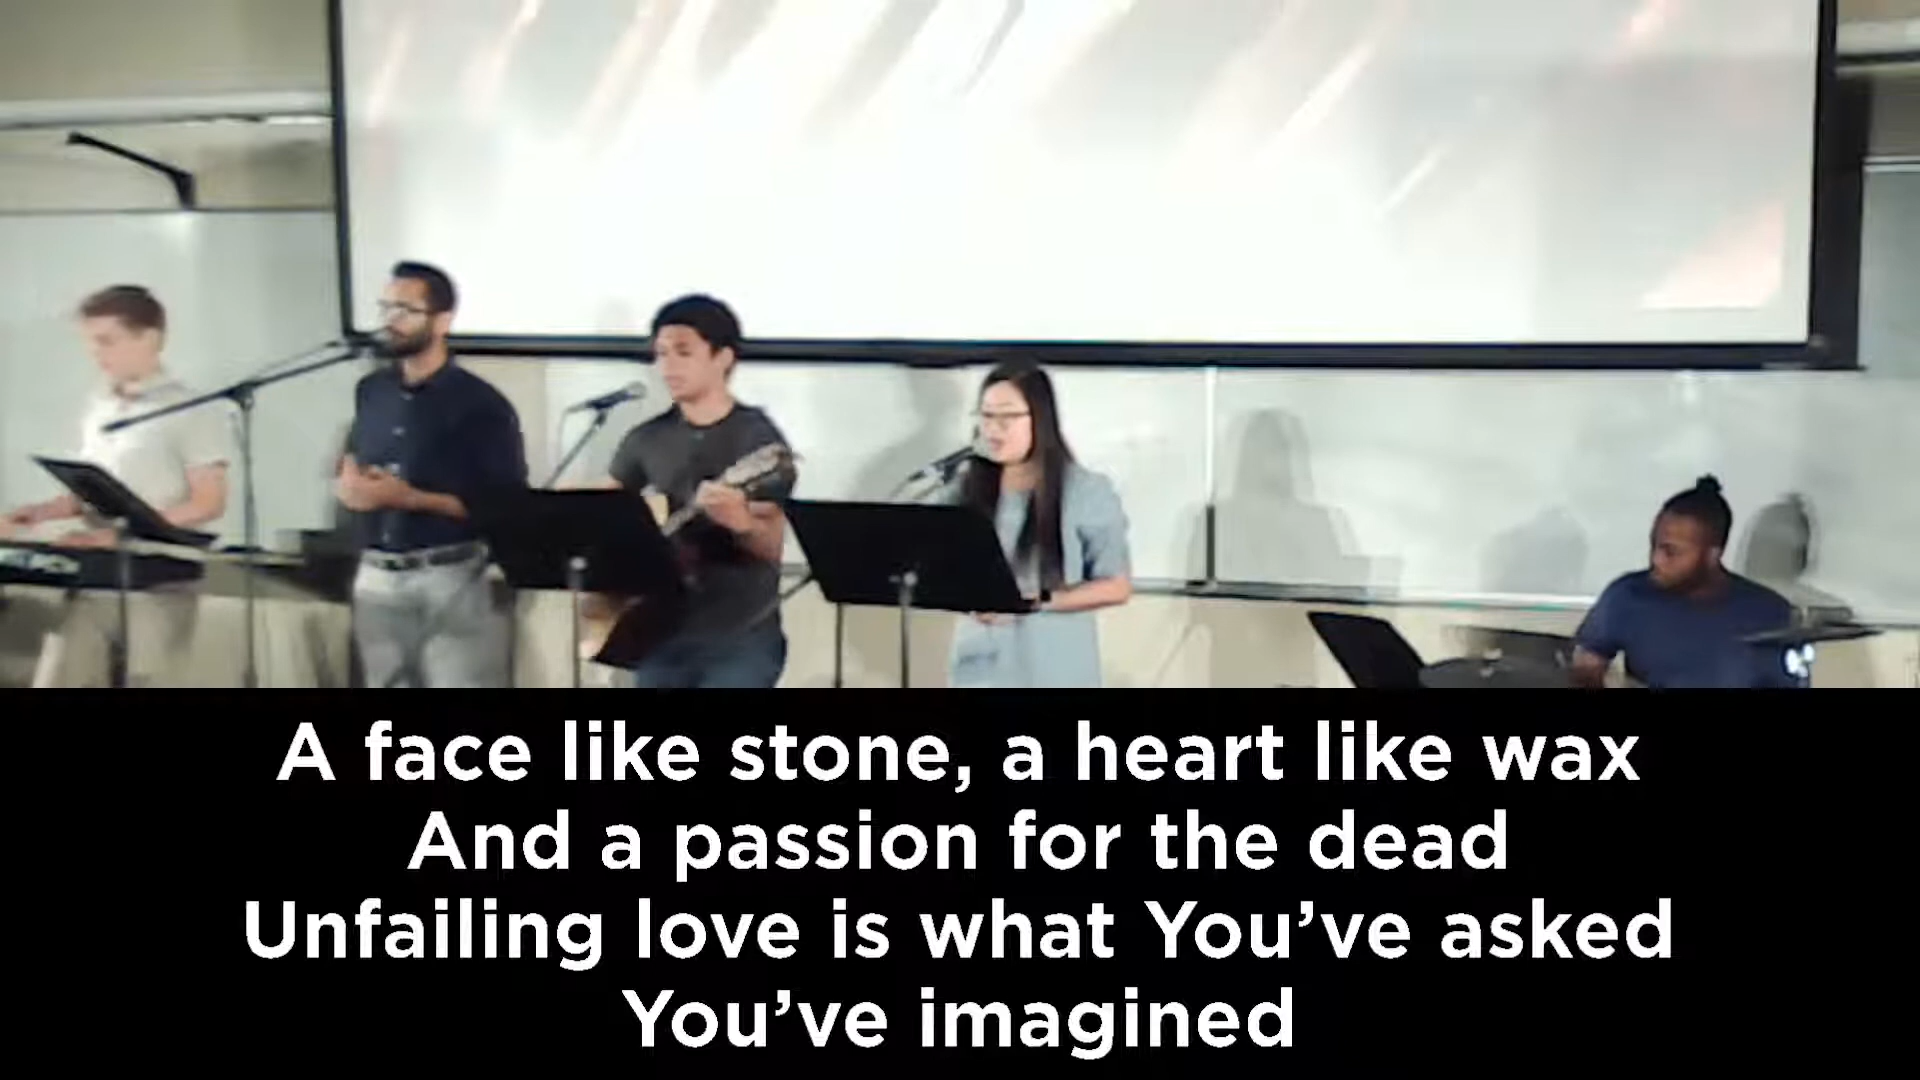 A face like stone, a heart like wax
And a passion for the dead
Unfailing love is what You’ve asked
You’ve imagined